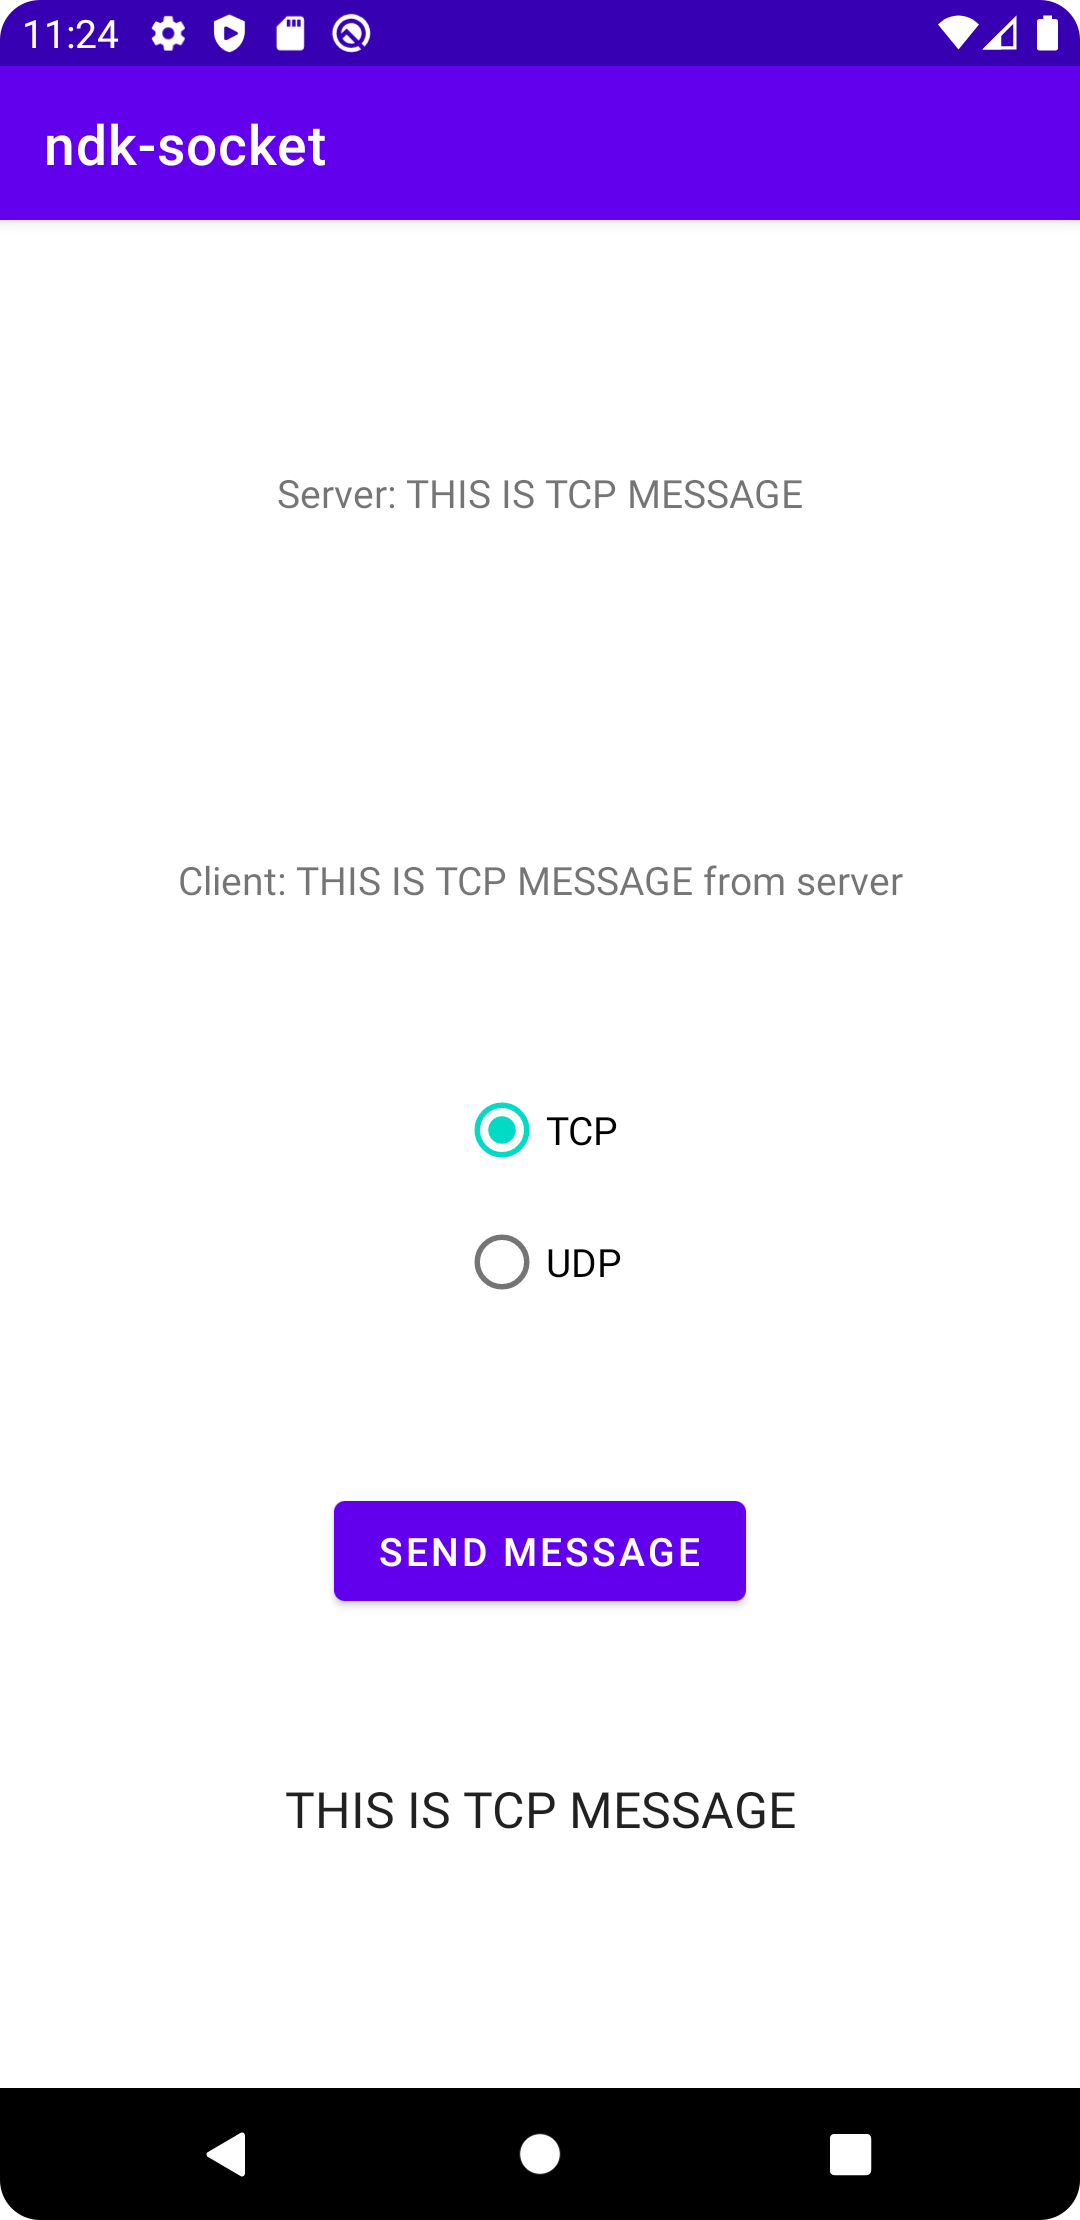 11:24
ndk-socket
Server: THIS IS TCP MESSAGE
Client: THIS IS TCP MESSAGE from server
TCP
UDP
SEND MESSAGE
THIS IS TCP MESSAGE